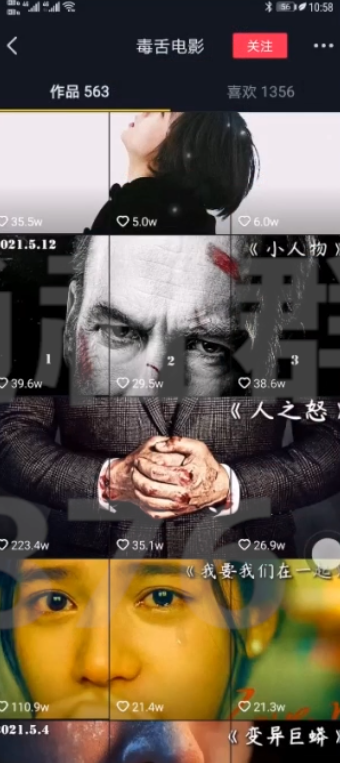 10:58
毒舌电影
关注
作品 563
喜欢 1356
35.5w
5.0w
6.0w
021.5.12
《小人物》
1
2
3
39.6w
29.5w
38.6w
《人之怒》
223.4w
35.1w
26.9w
《我要我们在一起
110.9w
21.4w
21.3w
021.5.4
《变异巨蟒》